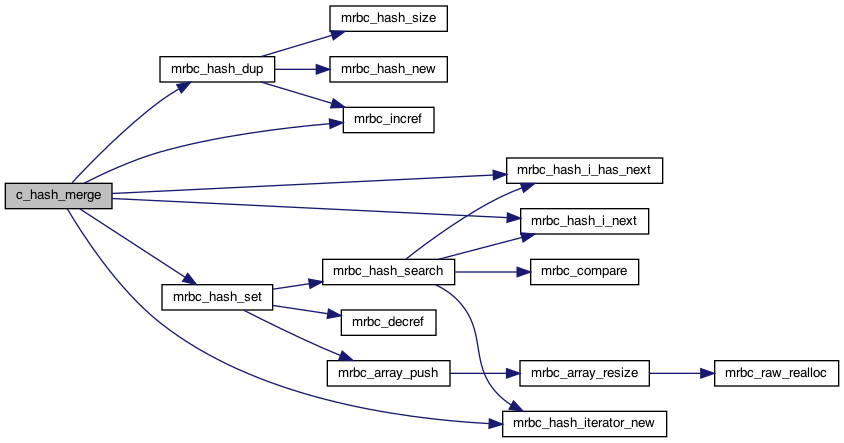 mrbc_hash_size
mrbc_hash_dup
mrbc_hash_new
mrbc_incref
mrbc_hash_i_has_next
c_hash_merge
mrbc_hash_i_next
mrbc_hash_search
mrbc_compare
mrbc_hash_set
mrbc_decref
mrbc_array_push
mrbc_array_resize
mrbc_raw_realloc
mrbc_hash_iterator_new